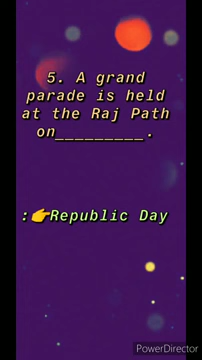 5. A grand
parade is held
at the Raj Path
on_________.
:👉Republic Day
PowerDirector